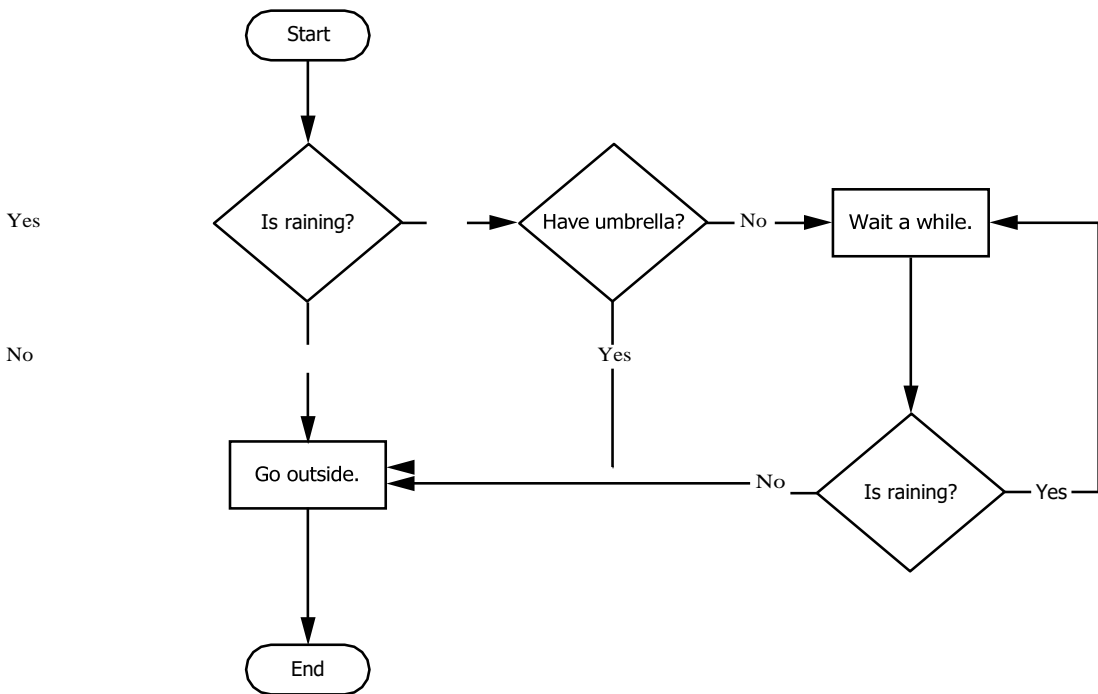 Start
Yes
Is raining?
Have umbrella?
No
Wait a while.
No
Yes
Go outside.
No
Is raining?
Yes
End